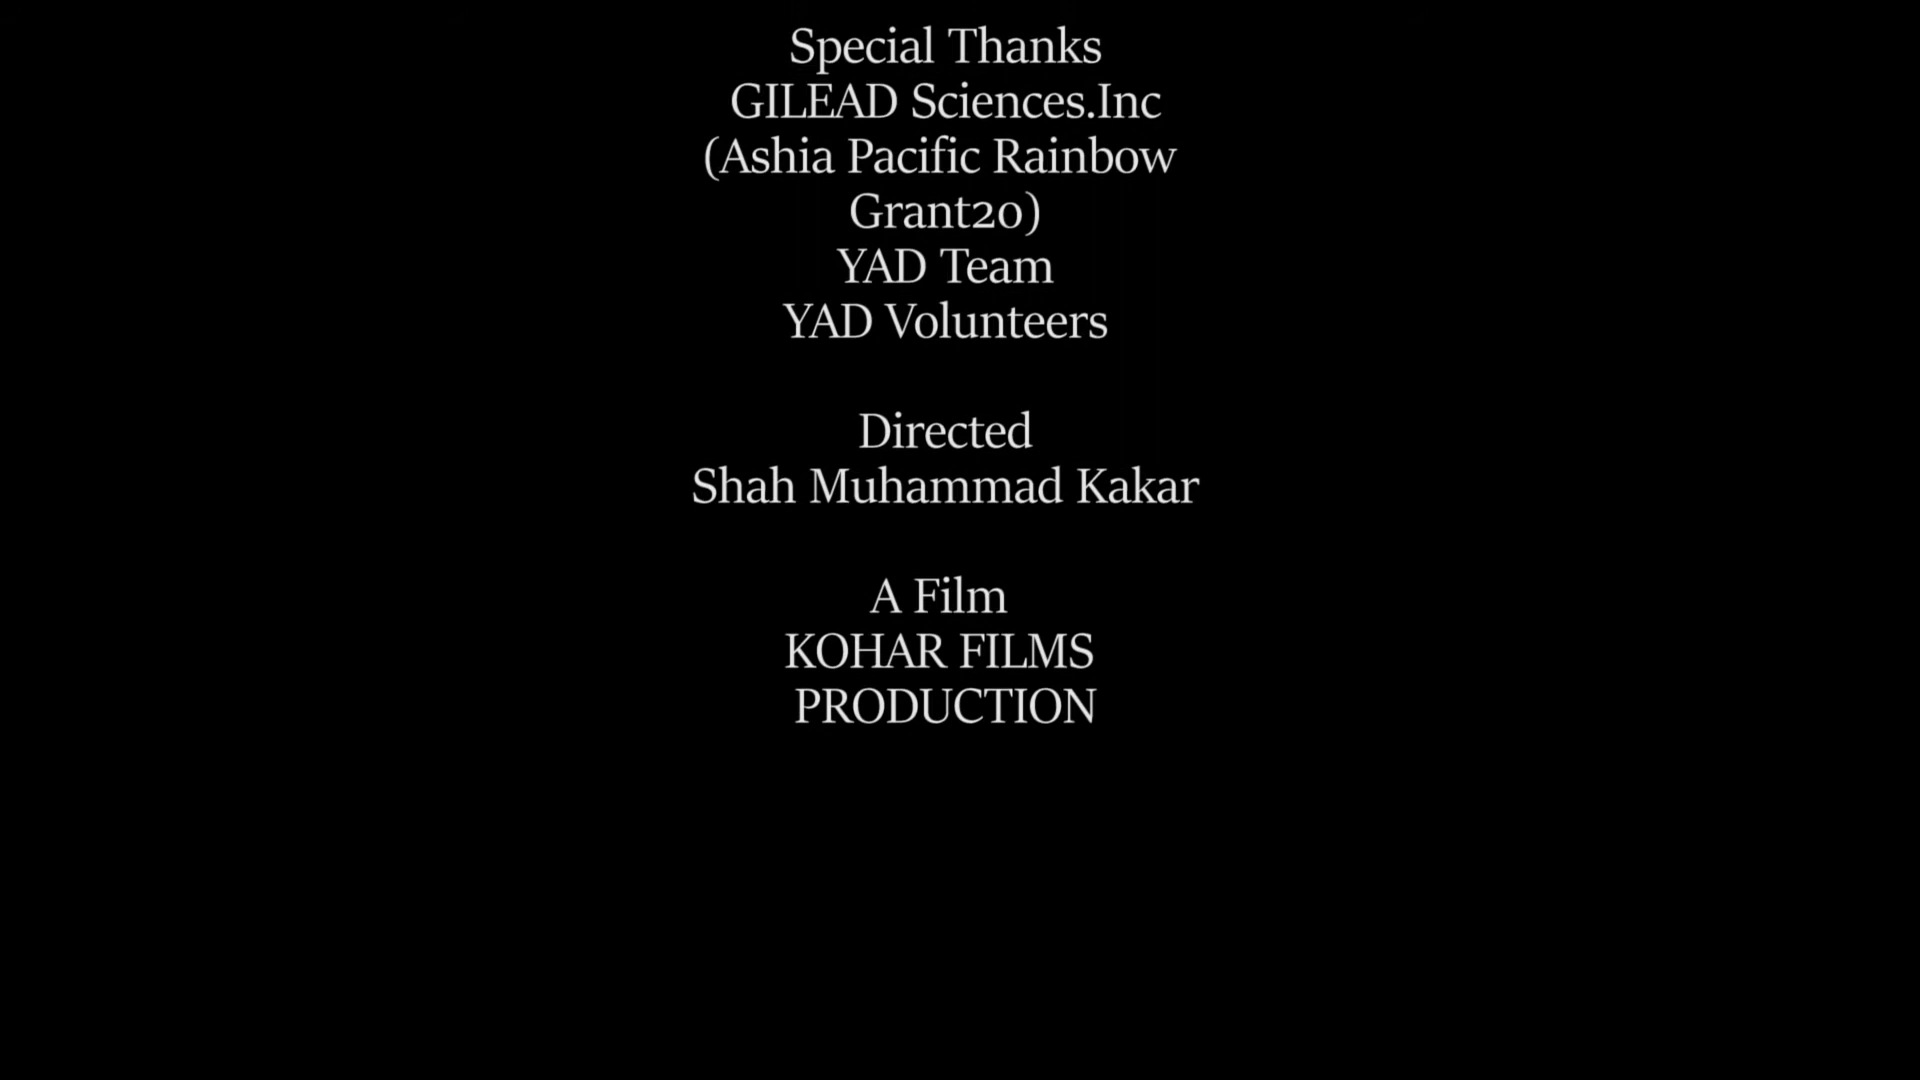 Special Thanks
GILEAD Sciences.Inc
(Ashia Pacific Rainbow
Grant20)
YAD Team
YAD Volunteers
Directed
Shah Muhammad Kakar
A Film
KOHAR FILMS
PRODUCTION